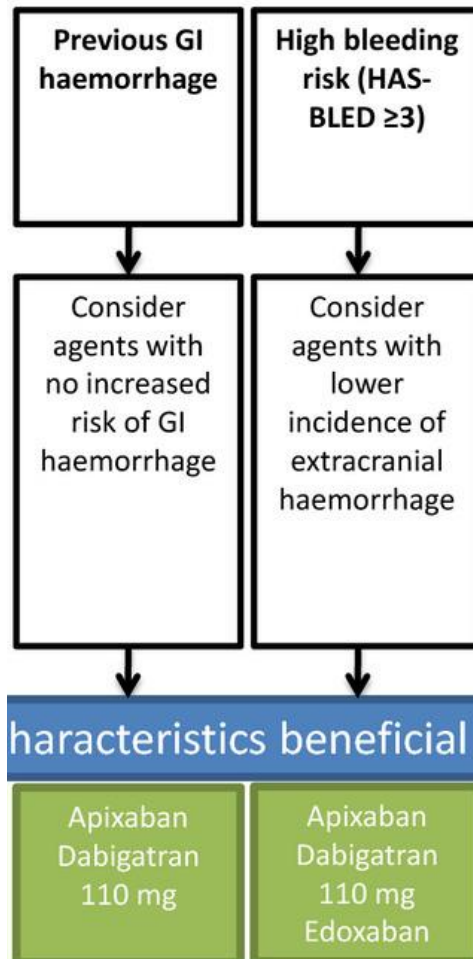 Previous GI
haemorrhage
High bleeding
risk (HAS-
BLED ≥3)
Consider
agents with
no increased
risk of GI
haemorrhage
Consider
agents with
lower
incidence of
extracranial
haemorrhage
haracteristics beneficial
Apixaban
Dabigatran
110 mg
Apixaban
Dabigatran
110 mg
Edoxaban